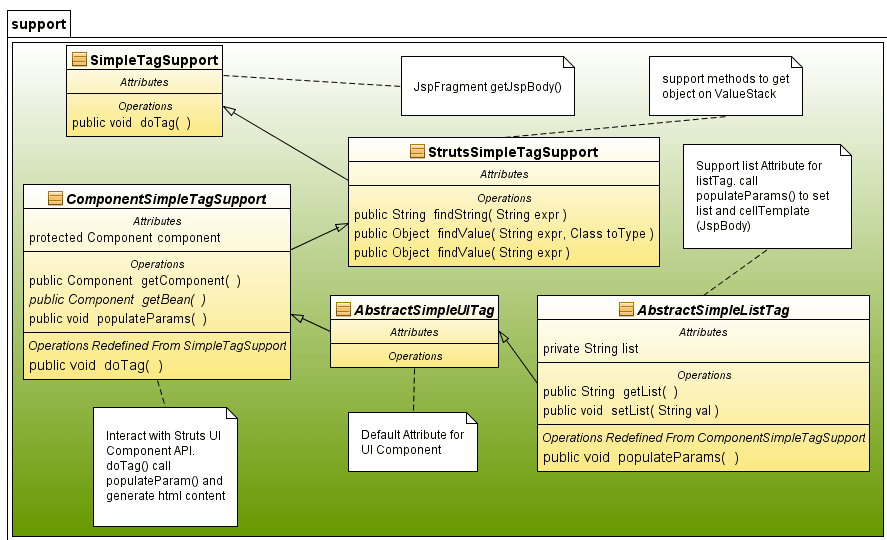 support
SimpleTagSupport
Attributes
Operations
public void doTag( )
JspFragment getJspBody()
support methods to get
object on ValueStack
StrutsSimpleTagSupport
Attributes
Operations
public String findString( String expr )
public Object findValue( String expr, Class toType )
public Object findValue( String expr )
Support list Attribute for
listTag. call
populateParams() to set
list and cellTemplate
(JspBody)
ComponentSimpleTagSupport
Attributes
protected Component component
Operations
public Component getComponent( )
public Component getBean( )
public void populateParams( )
Operations Redefined From SimpleTagSupport
public void doTag( )
AbstractSimpleUITag
Attributes
Operations
AbstractSimpleListTag
Attributes
private String list
Operations
public String getList( )
public void setList( String val )
Operations Redefined From ComponentSimpleTagSupport
public void populateParams( )
Interact with Struts UI
Component API.
doTag() call
populateParam() and
generate html content
Default Attribute for
UI Component